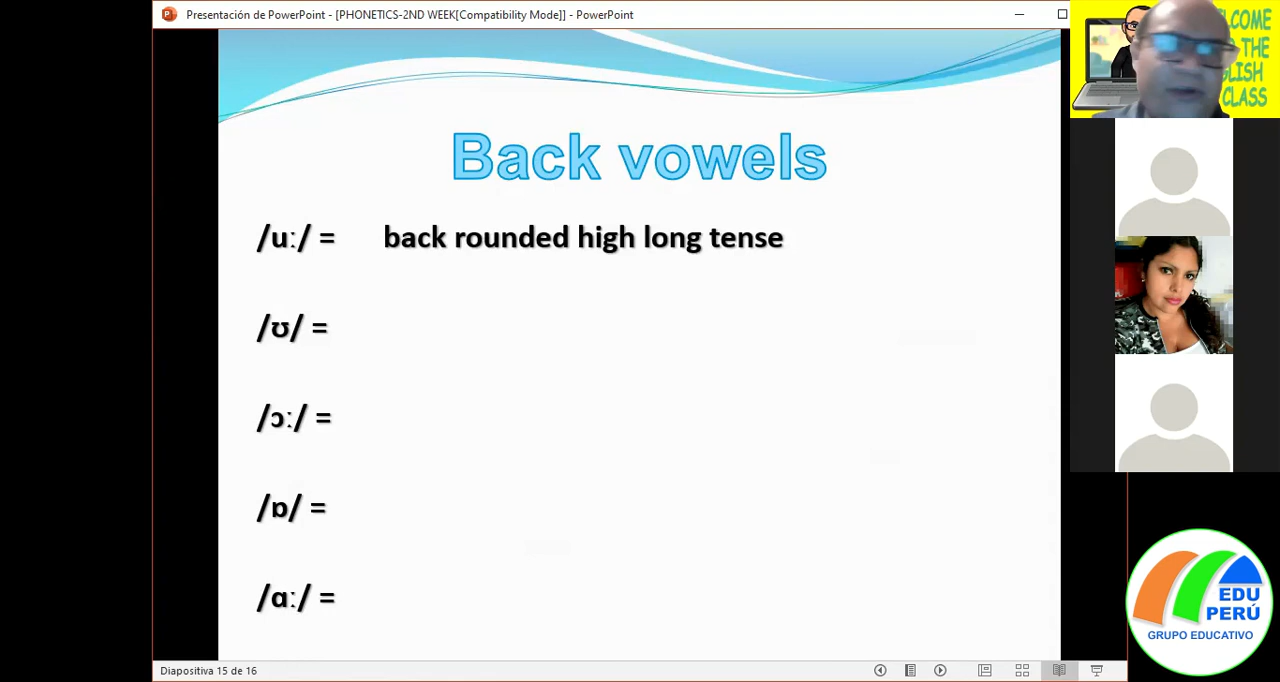 Presentación de PowerPoint - [PHONETICS-2ND WEEK[Compatibility Mode]] - PowerPoint
Back vowels
/uː/ = back rounded high long tense
/ʊ/ =
/ɔː/ =
/ɒ/ =
/ɑː/ =
Diapositiva 15 de 16
THE
CLASS
EDU
PERÚ
GRUPO EDUCATIVO